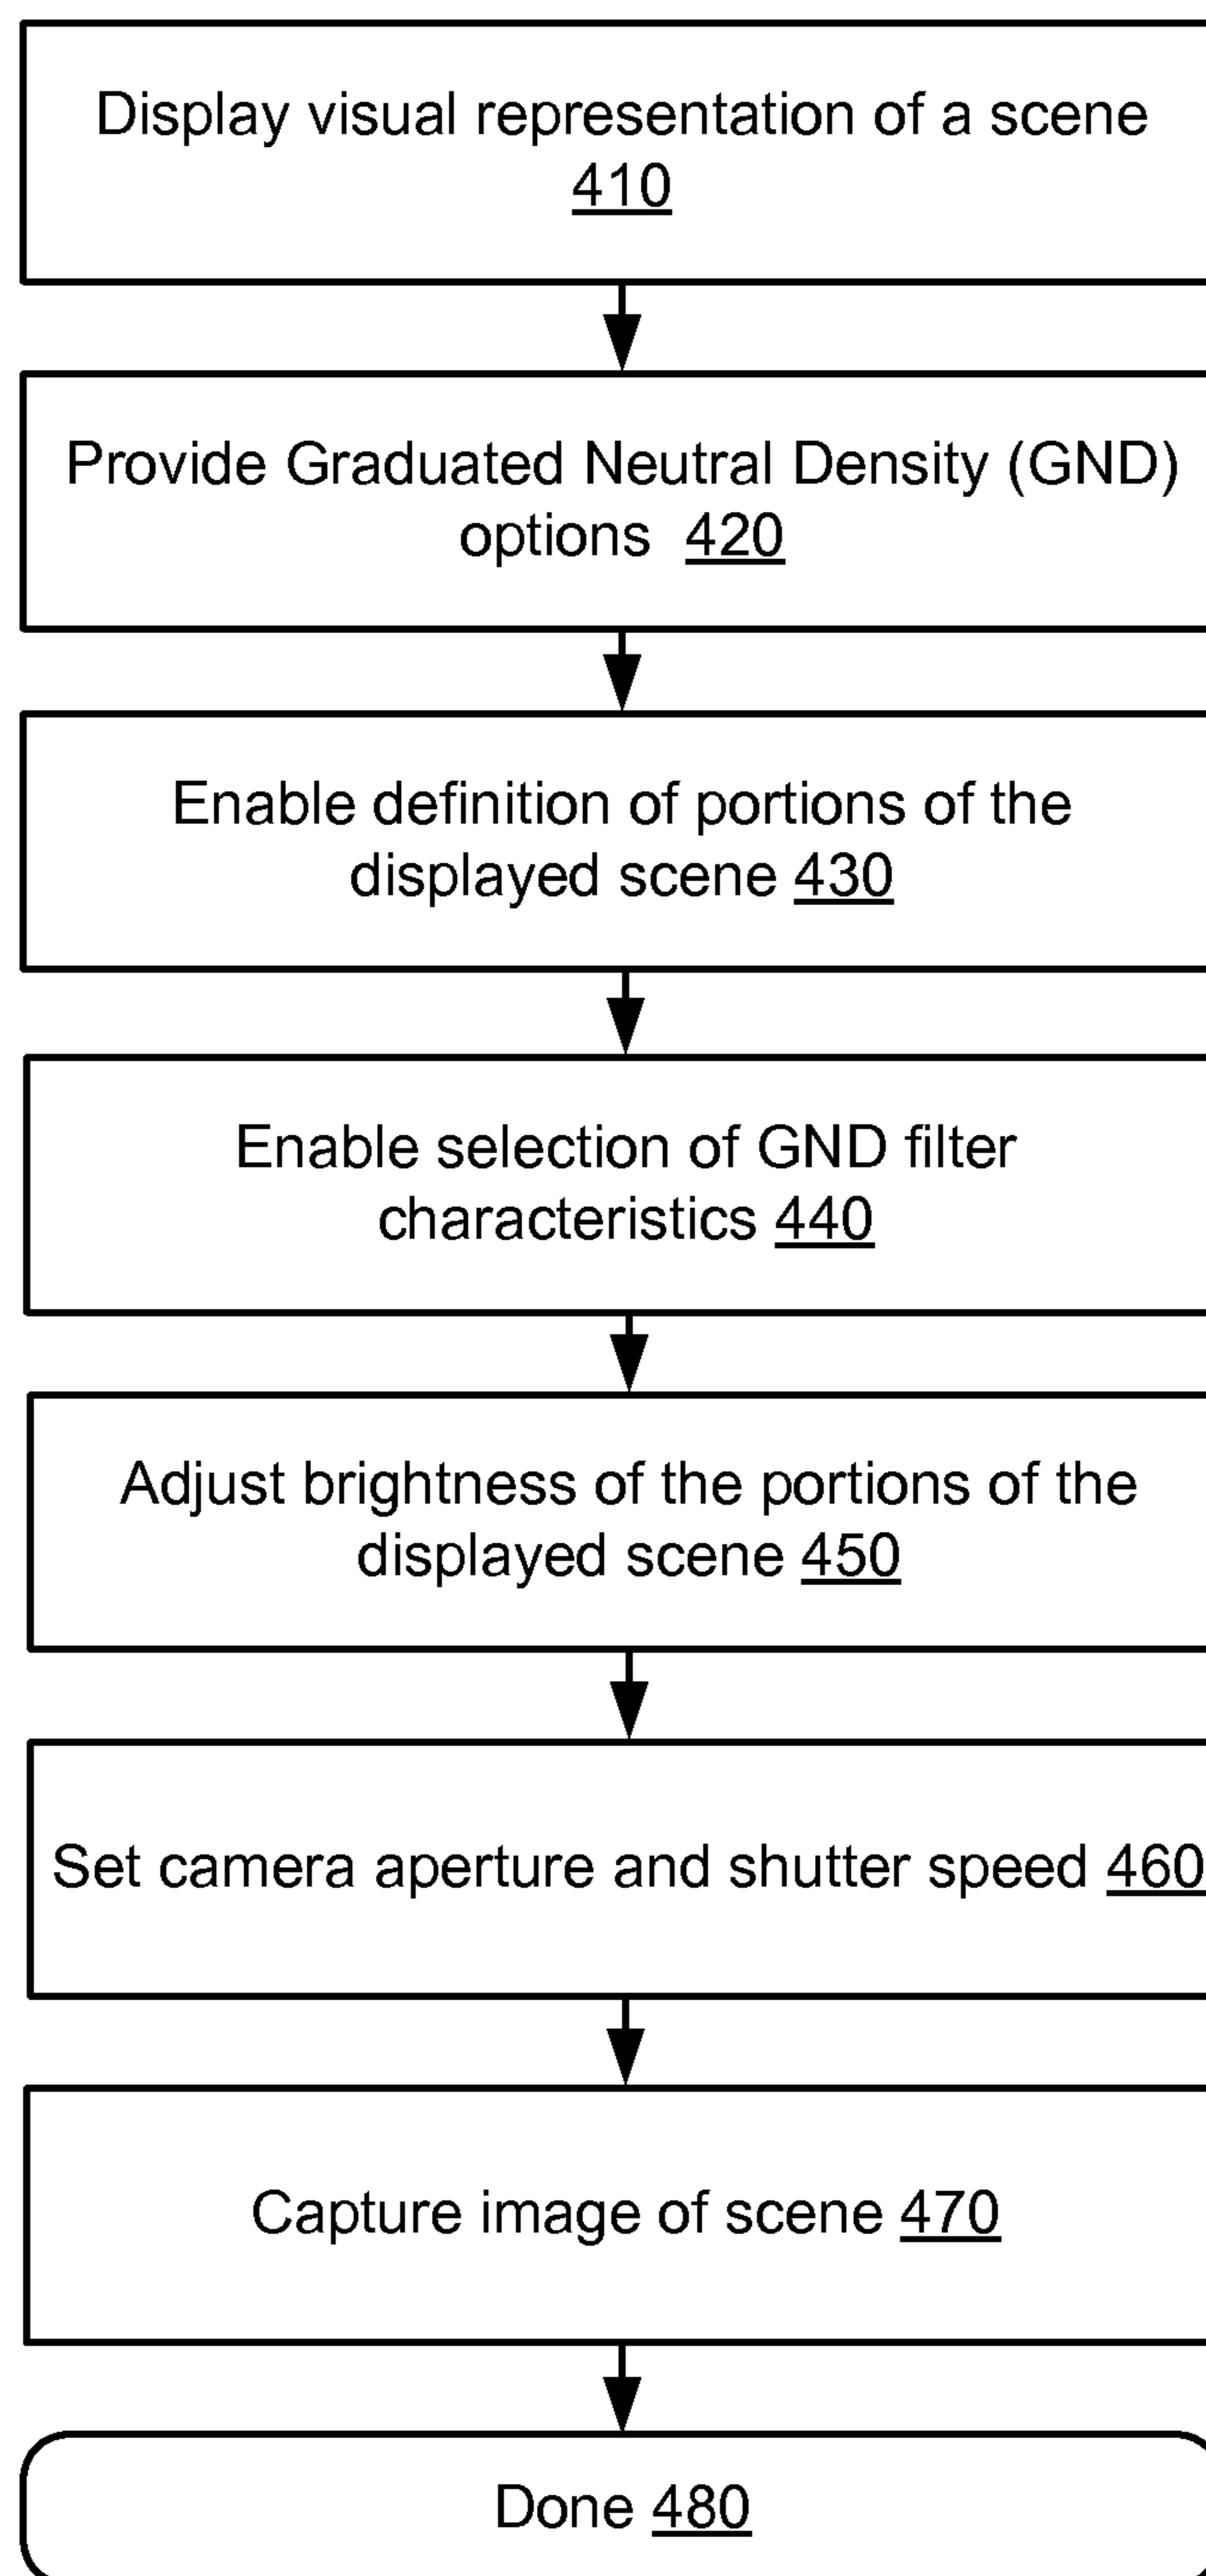 Display visual representation of a scene
410
Provide Graduated Neutral Density (GND)
options 420
Enable definition of portions of the
displayed scene 430
Enable selection of GND filter
characteristics 440
Adjust brightness of the portions of the
displayed scene 450
Set camera aperture and shutter speed 460
Capture image of scene 470
Done 480